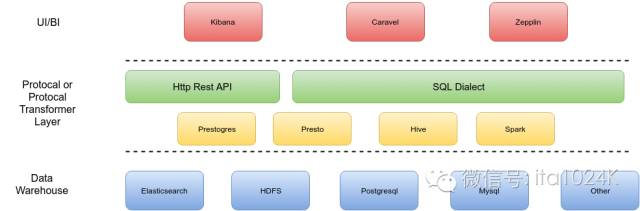 UI/BI
Kibana
Caravel
Zepplin
Protocal or
Protocal
Transformer
Layer
Http Rest API
SQL Dialect
Prestogres
Presto
Hive
Spark
Data
Warehouse
Elasticsearch
HDFS
Postgresql
Mysql
Other
微信号: ita1024K